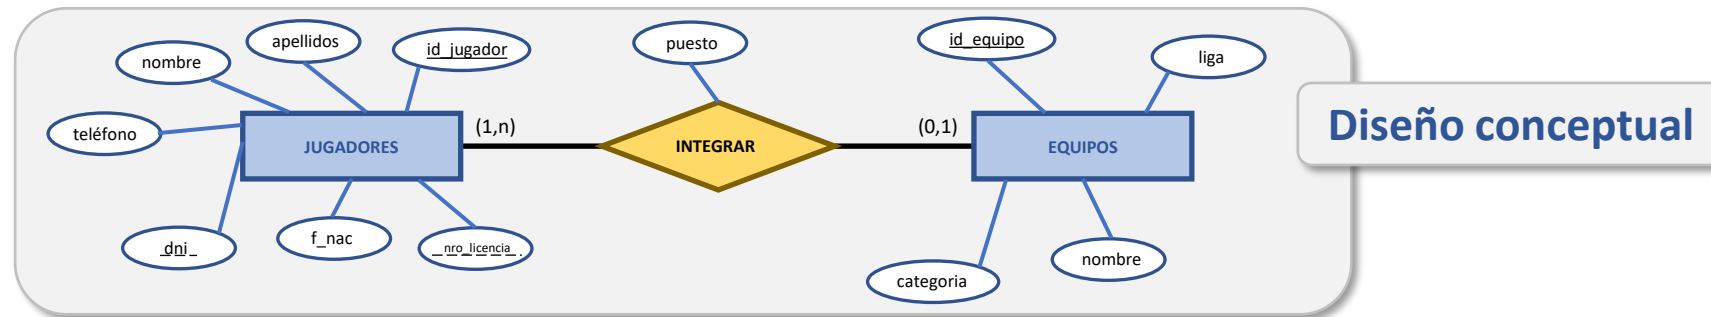 apellidos
id_jugador
puesto
id_equipo
nombre
liga
teléfono
(1,n)
(0,1)
Diseño conceptual
JUGADORES
INTEGRAR
EQUIPOS
_dni_
f_nac
nro_licencia
nombre
categoria